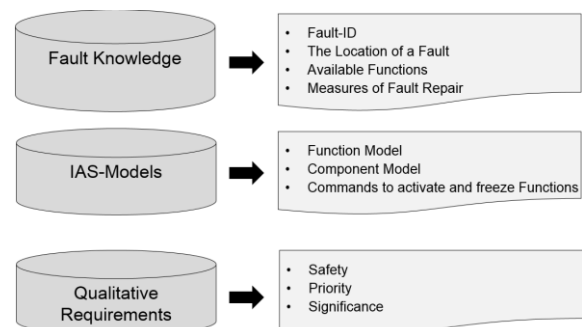 Fault Knowledge
• Fault-ID
• The Location of a Fault
• Available Functions
• Measures of Fault Repair
IAS-Models
• Function Model
• Component Model
• Commands to activate and freeze Functions
Qualitative
Requirements
• Safety
• Priority
• Significance